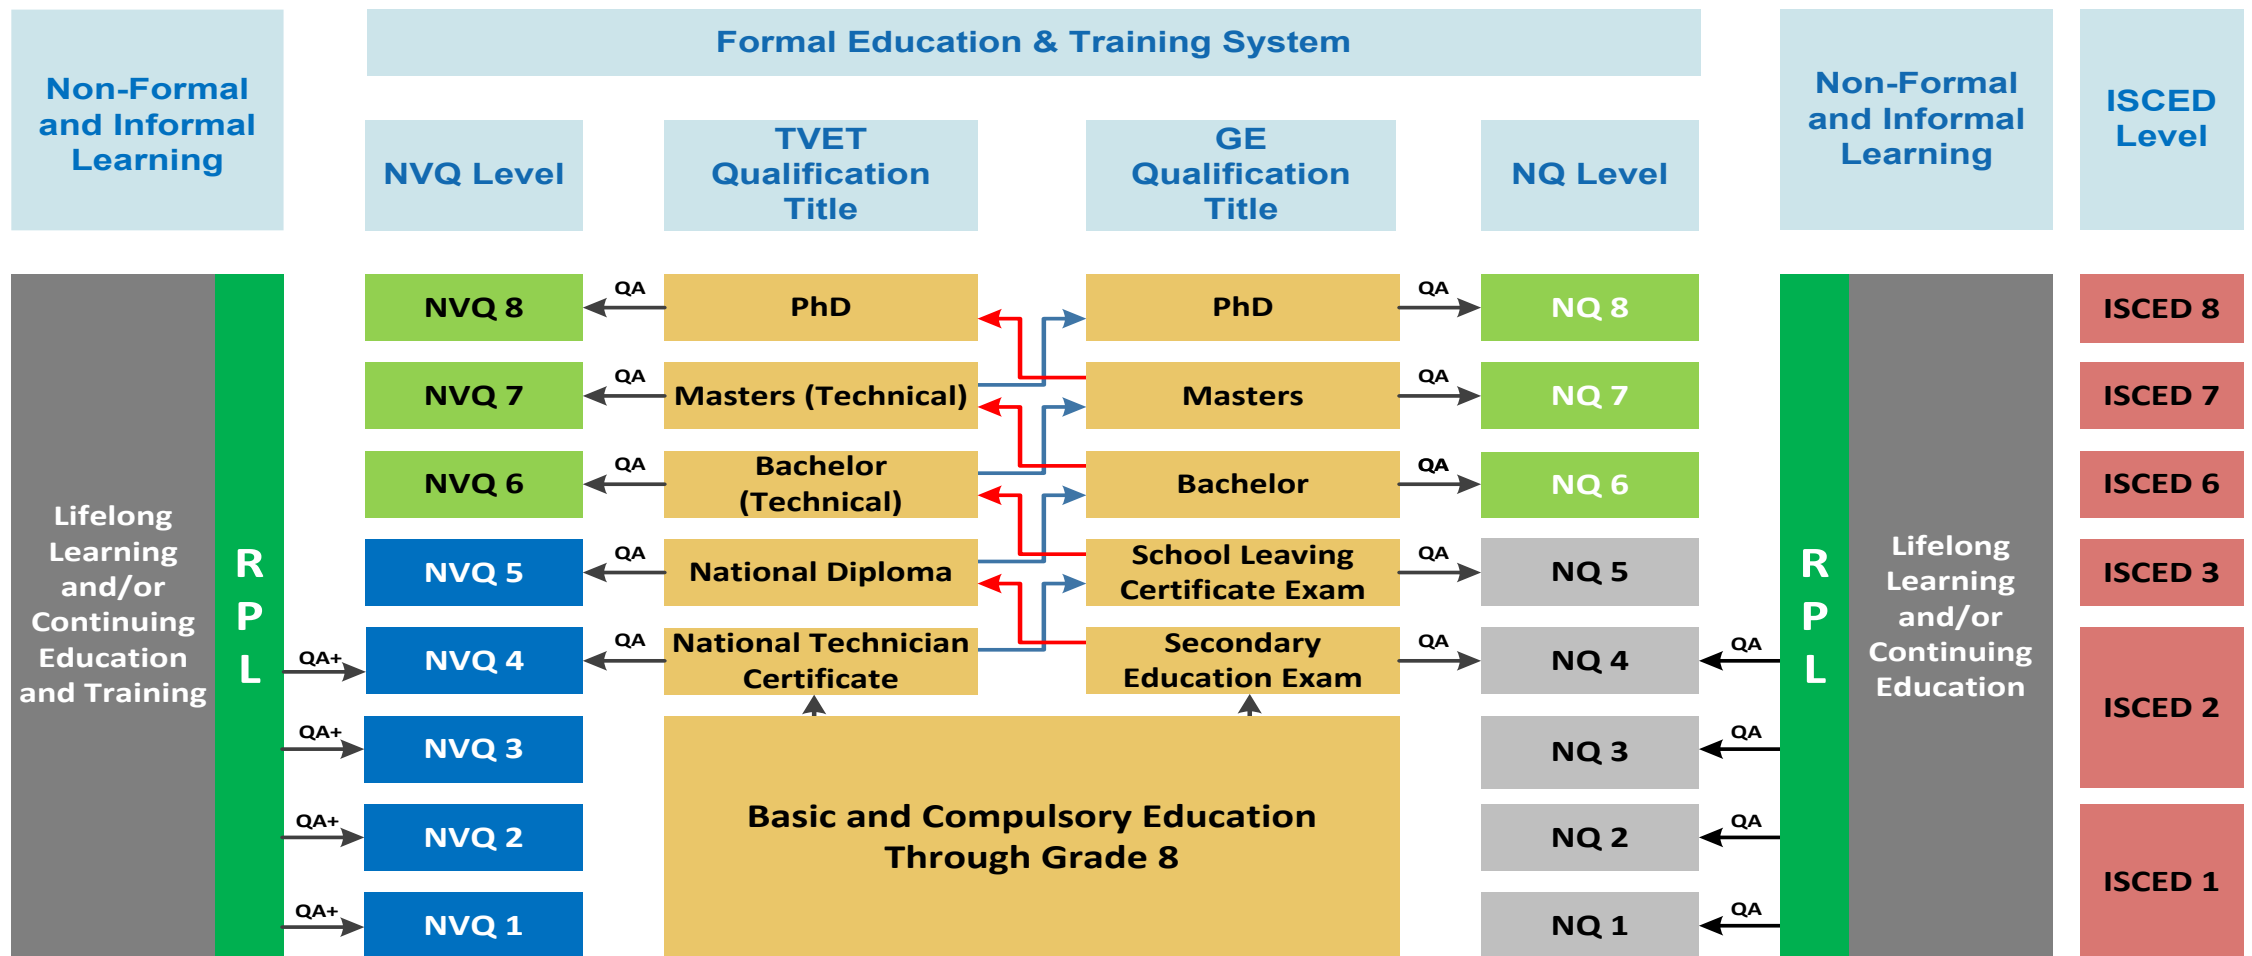 Non-Formal
and Informal
Learning
Formal Education & Training System
Non-Formal
and Informal
Learning
ISCED
Level
NVQ Level
TVET
Qualification
Title
GE
Qualification
Title
NQ Level
NVQ 8
QA
PhD
PhD
QA
NQ 8
ISCED 8
NVQ 7
QA
Masters (Technical)
Masters
QA
NQ 7
ISCED 7
NVQ 6
QA
Bachelor
(Technical)
Bachelor
QA
NQ 6
ISCED 6
Lifelong
Learning
and/or
Continuing
Education
and Training
R
P
L
NVQ 5
QA
National Diploma
School Leaving
Certificate Exam
QA
NQ 5
R
P
L
Lifelong
Learning
and/or
Continuing
Education
ISCED 3
QA+
NVQ 4
QA
National Technician
Certificate
Secondary
Education Exam
QA
NQ 4
QA
ISCED 2
QA+
NVQ 3
NQ 3
QA
Basic and Compulsory Education
Through Grade 8
QA+
NVQ 2
NQ 2
QA
ISCED 1
QA+
NVQ 1
NQ 1
QA